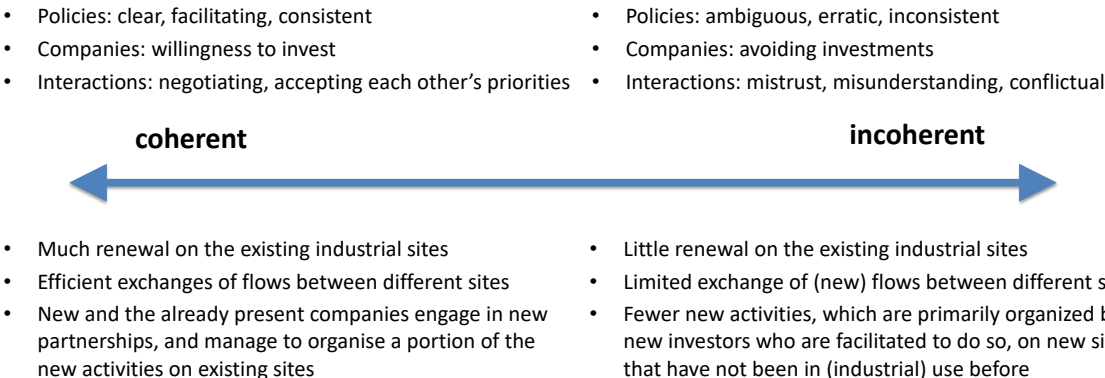 • Policies: clear, facilitating, consistent
• Companies: willingness to invest
• Interactions: negotiating, accepting each other’s priorities
• Policies: ambiguous, erratic, inconsistent
• Companies: avoiding investments
• Interactions: mistrust, misunderstanding, conflictual
coherent
incoherent
• Much renewal on the existing industrial sites
• Efficient exchanges of flows between different sites
• New and the already present companies engage in new
partnerships, and manage to organise a portion of the
new activities on existing sites
• Little renewal on the existing industrial sites
• Limited exchange of (new) flows between different
• Fewer new activities, which are primarily organized
new investors who are facilitated to do so, on new
that have not been in (industrial) use before